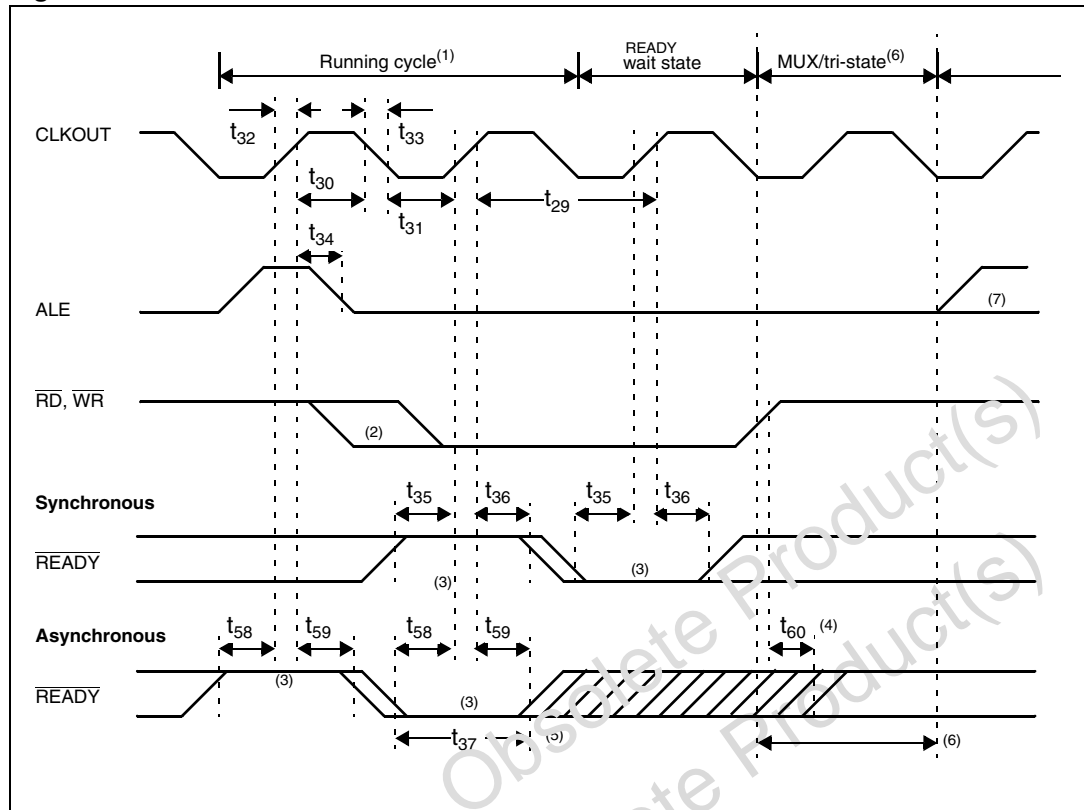 Running cycle(1)
READY
wait state
MUX/tri-state(6)
CLKOUT
t32
t33
t30
t31
t29
t34
ALE
(7)
RD, WR
(2)
Synchronous
t35
t36
t35
t36
READY
(3)
(3)
Asynchronous
t58
t59
t58
t59
t60
(4)
READY
(3)
(3)
t37
(5)
(6)
Obsolete Product(s)
Obsolete Product(s)